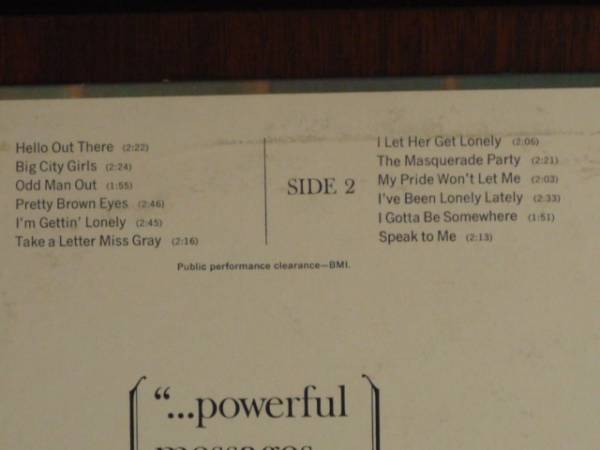 Hello Out There (2:22)
Big City Girls (2:24)
Odd Man Out (1:55)
Pretty Brown Eyes (2:46)
I'm Gettin' Lonely (2:45)
Take a Letter Miss Gray (2:16)
SIDE 2
I Let Her Get Lonely (2:06)
The Masquerade Party (2:21)
My Pride Won't Let Me (2:03)
I've Been Lonely Lately (2:33)
I Gotta Be Somewhere (1:51)
Speak to Me (2:13)
Public performance clearance—BMI.
“...powerful